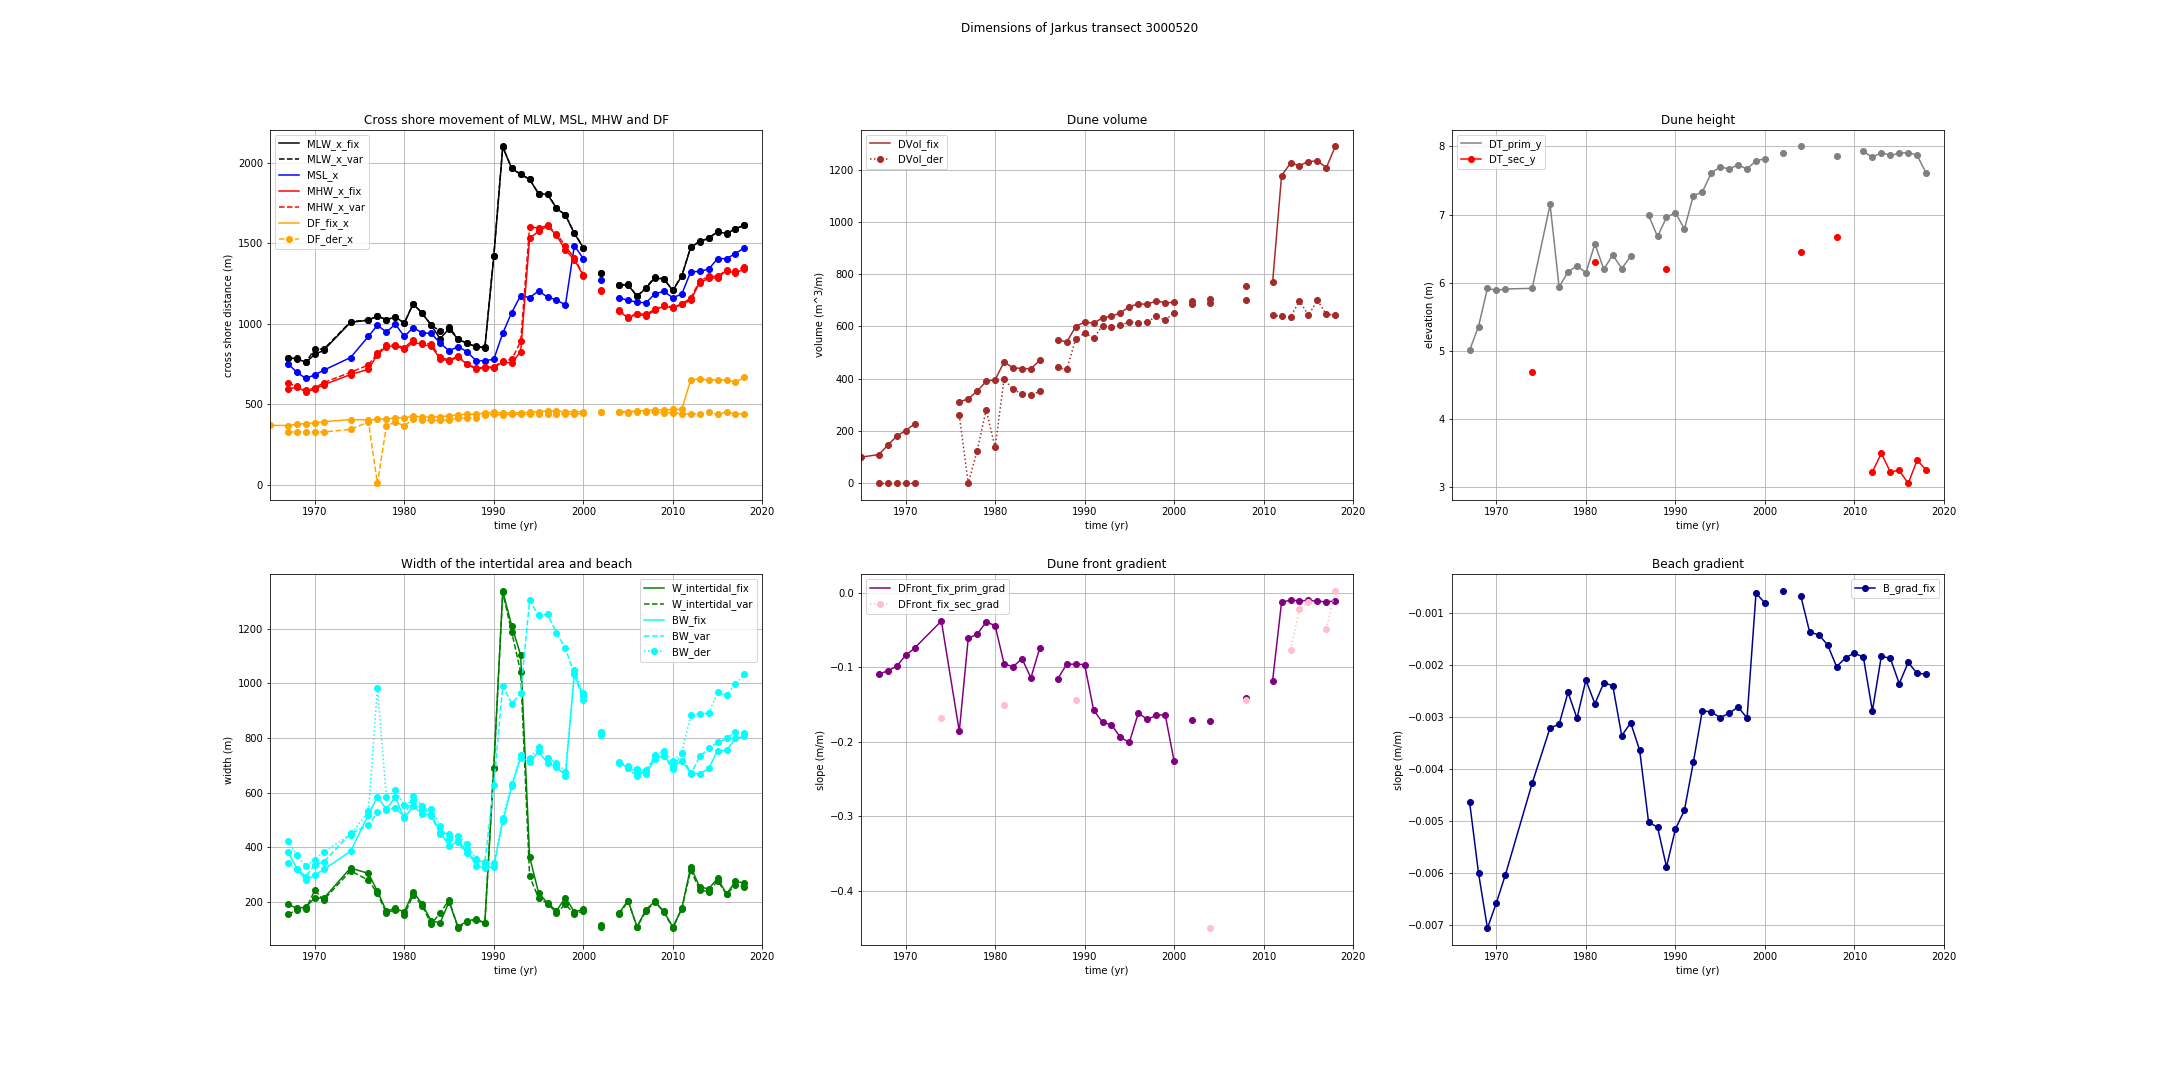 Dimensions of Jarkus transect 3000520
Cross shore movement of MLW, MSL, MHW and DF
MLW_x_fix
MLW_x_var
MSL_x
MHW_x_fix
MHW_x_var
DF_fix_x
DF_der_x
2000
1500
1000
500
0
cross shore distance (m)
1970 1980 1990 2000 2010 2020
time (yr)
Dune volume
DVol_fix
DVol_der
1200
1000
800
600
400
200
0
volume (m^3/m)
1970 1980 1990 2000 2010 2020
time (yr)
Dune height
DT_prim_y
DT_sec_y
8
7
6
5
4
3
elevation (m)
1970 1980 1990 2000 2010 2020
time (yr)
Width of the intertidal area and beach
W_intertidal_fix
W_intertidal_var
BW_fix
BW_var
BW_der
1200
1000
800
600
400
200
width (m)
1970 1980 1990 2000 2010 2020
time (yr)
Dune front gradient
DFront_fix_prim_grad
DFront_fix_sec_grad
0.0
−0.1
−0.2
−0.3
−0.4
slope (m/m)
1970 1980 1990 2000 2010 2020
time (yr)
Beach gradient
B_grad_fix
−0.001
−0.002
−0.003
−0.004
−0.005
−0.006
−0.007
slope (m/m)
1970 1980 1990 2000 2010 2020
time (yr)